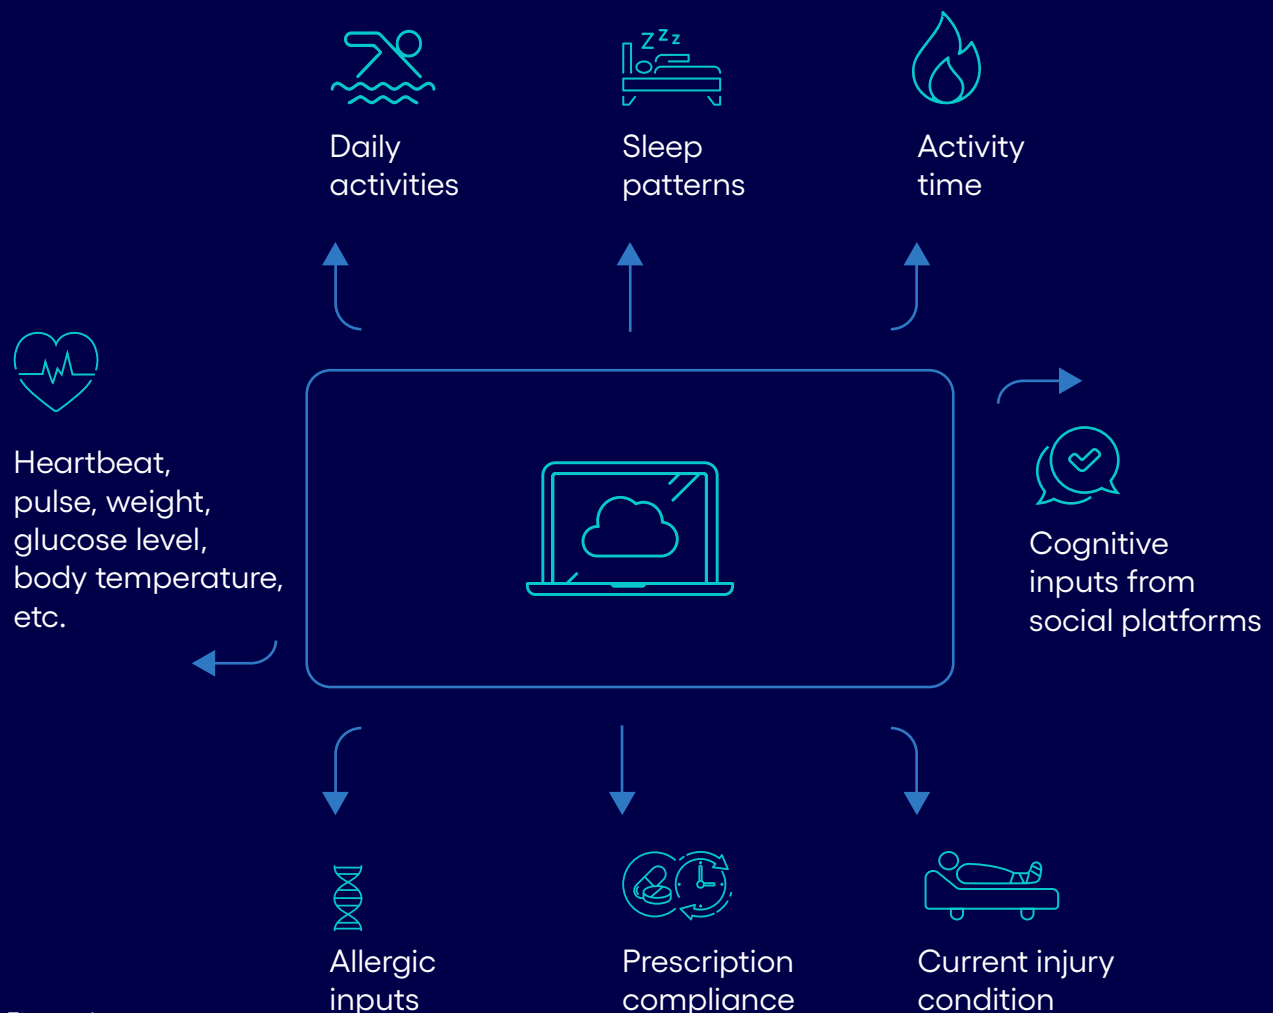 Z z z
Daily
activities
Sleep
patterns
Activity
time
Heartbeat,
pulse, weight,
glucose level,
body temperature,
etc.
Cognitive
inputs from
social platforms
Allergic
inputs
Prescription
compliance
Current injury
condition